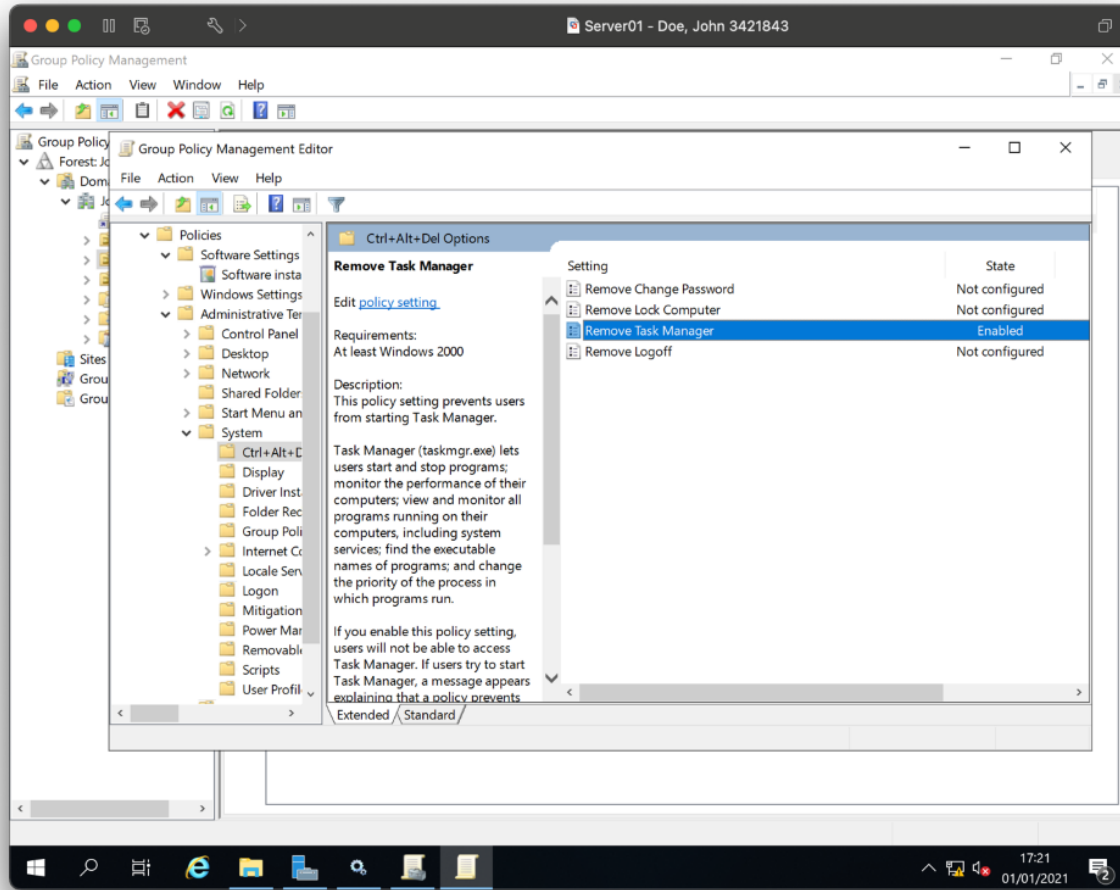 Server01 - Doe, John 3421843
Group Policy Management
File Action View Window Help
Group Policy
Forest: Jo
Dom
Jo
Sites
Grou
Grou
Group Policy Management Editor
File Action View Help
Policies
Software Settings
Software insta
Windows Settings
Administrative Ter
Control Panel
Desktop
Network
Shared Folder
Start Menu an
System
Ctrl+Alt+D
Display
Driver Inst
Folder Rec
Group Poli
Internet Co
Locale Serv
Logon
Mitigation
Power Mar
Removable
Scripts
User Profil
Ctrl+Alt+Del Options
Remove Task Manager
Edit policy setting
Requirements:
At least Windows 2000
Description:
This policy setting prevents users
from starting Task Manager.
Task Manager (taskmgr.exe) lets
users start and stop programs;
monitor the performance of their
computers; view and monitor all
programs running on their
computers, including system
services; find the executable
names of programs; and change
the priority of the process in
which programs run.
If you enable this policy setting,
users will not be able to access
Task Manager. If users try to start
Task Manager, a message appears
explaining that a policy prevents
Setting State
Remove Change Password Not configured
Remove Lock Computer Not configured
Remove Task Manager Enabled
Remove Logoff Not configured
Extended Standard
17:21
01/01/2021
2